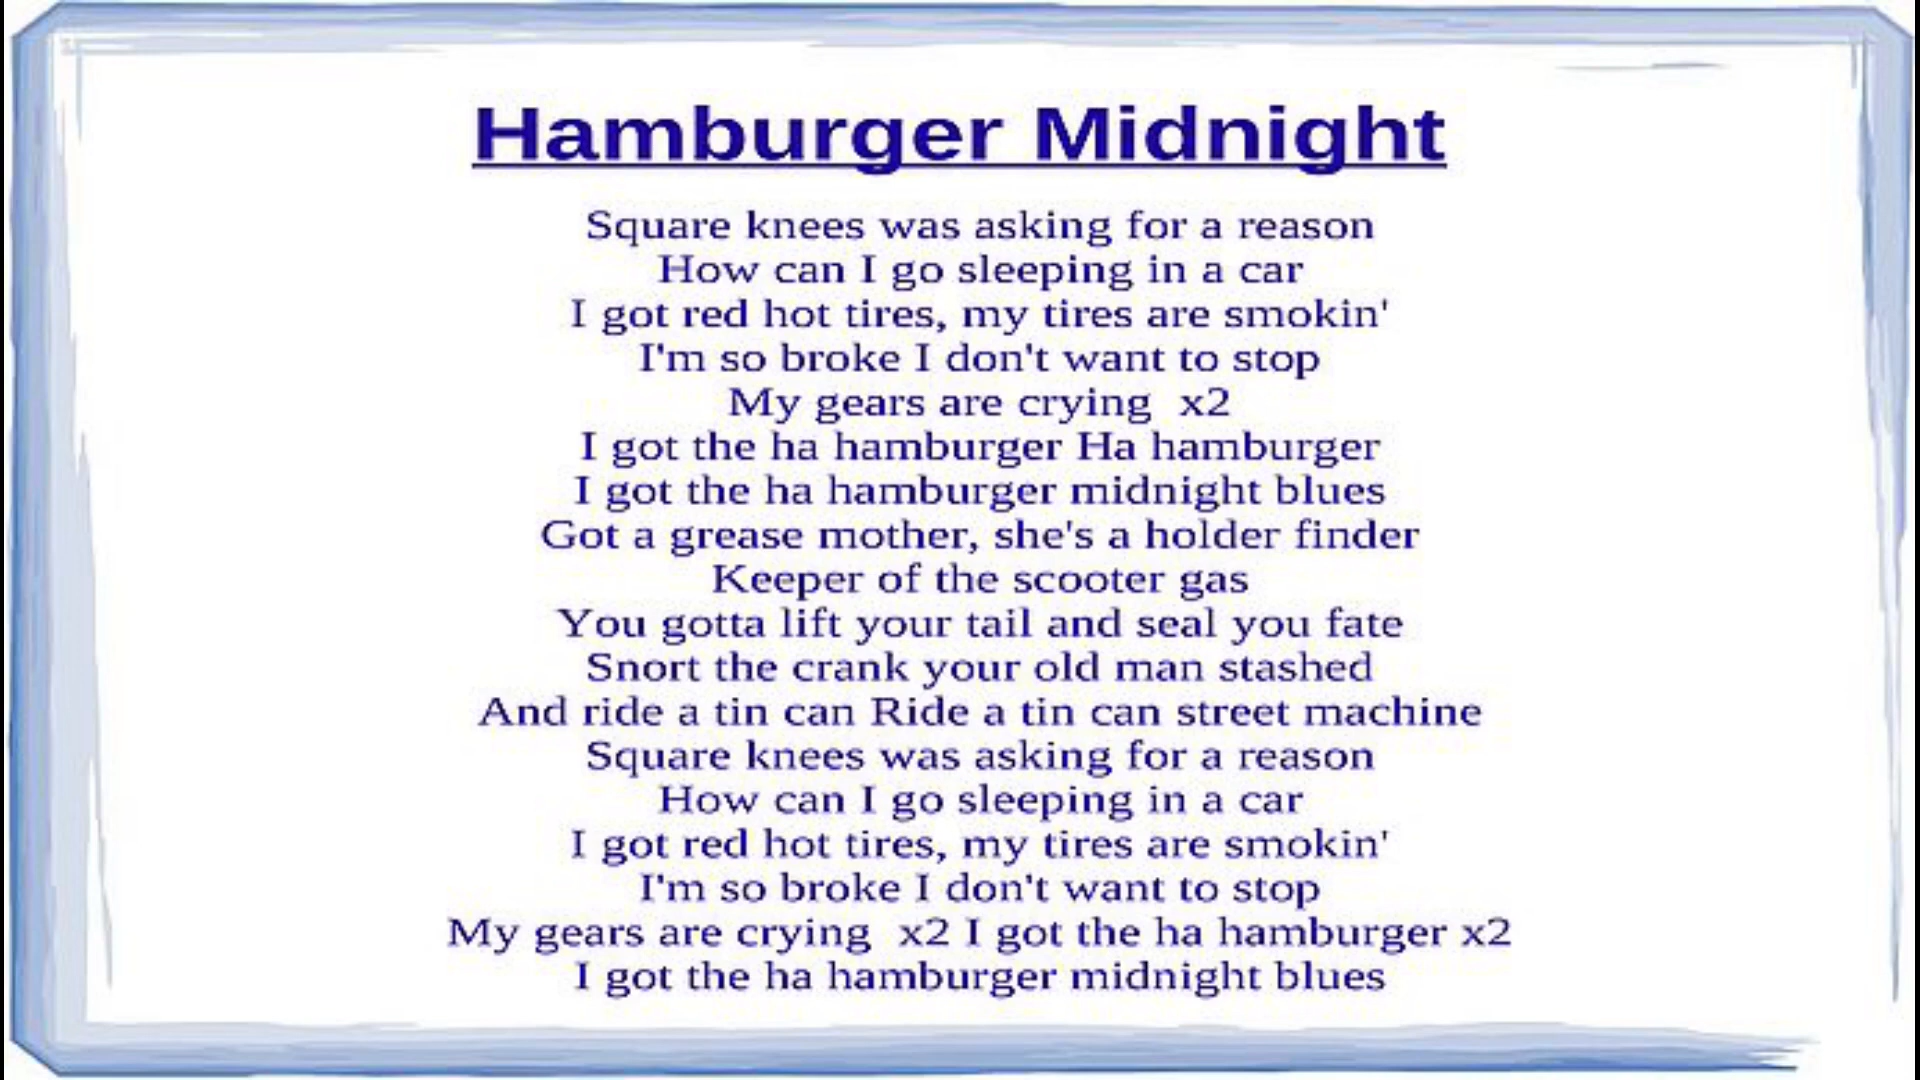 Hamburger Midnight
Square knees was asking for a reason
How can I go sleeping in a car
I got red hot tires, my tires are smokin'
I'm so broke I don't want to stop
My gears are crying  x2
I got the ha hamburger Ha hamburger
I got the ha hamburger midnight blues
Got a grease mother, she's a holder finder
Keeper of the scooter gas
You gotta lift your tail and seal you fate
Snort the crank your old man stashed
And ride a tin can Ride a tin can street machine
Square knees was asking for a reason
How can I go sleeping in a car
I got red hot tires, my tires are smokin'
I'm so broke I don't want to stop
My gears are crying  x2 I got the ha hamburger x2
I got the ha hamburger midnight blues